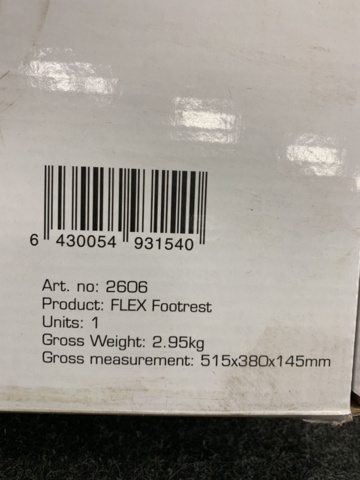 6 430054 931540
Art. no: 2606
Product: FLEX Footrest
Units: 1
Gross Weight: 2.95kg
Gross measurement: 515x380x145mm